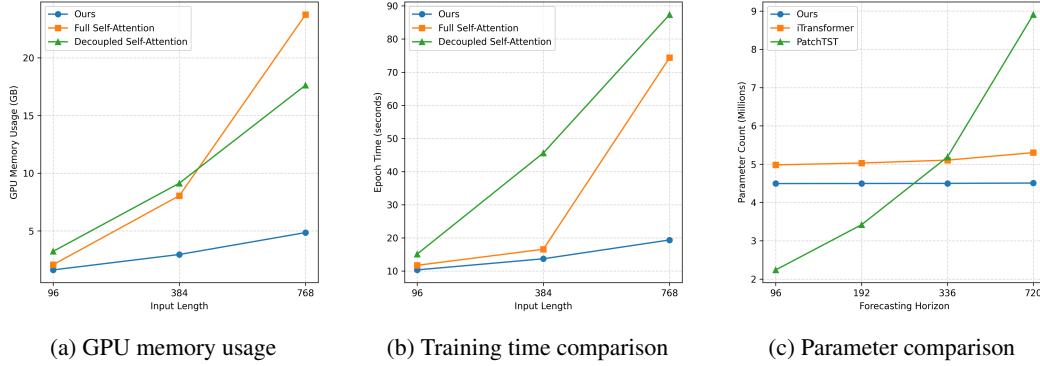 Ours
Full Self-Attention
Decoupled Self-Attention
GPU Memory Usage (GB)
20
15
10
5
96
384
768
Input Length
(a) GPU memory usage
Ours
Full Self-Attention
Decoupled Self-Attention
Epoch Time (seconds)
90
80
70
60
50
40
30
20
10
96
384
768
Input Length
(b) Training time comparison
Ours
iTransformer
PatchTST
Parameter Count (Millions)
9
8
7
6
5
4
3
2
96
192
336
720
Forecasting Horizon
(c) Parameter comparison